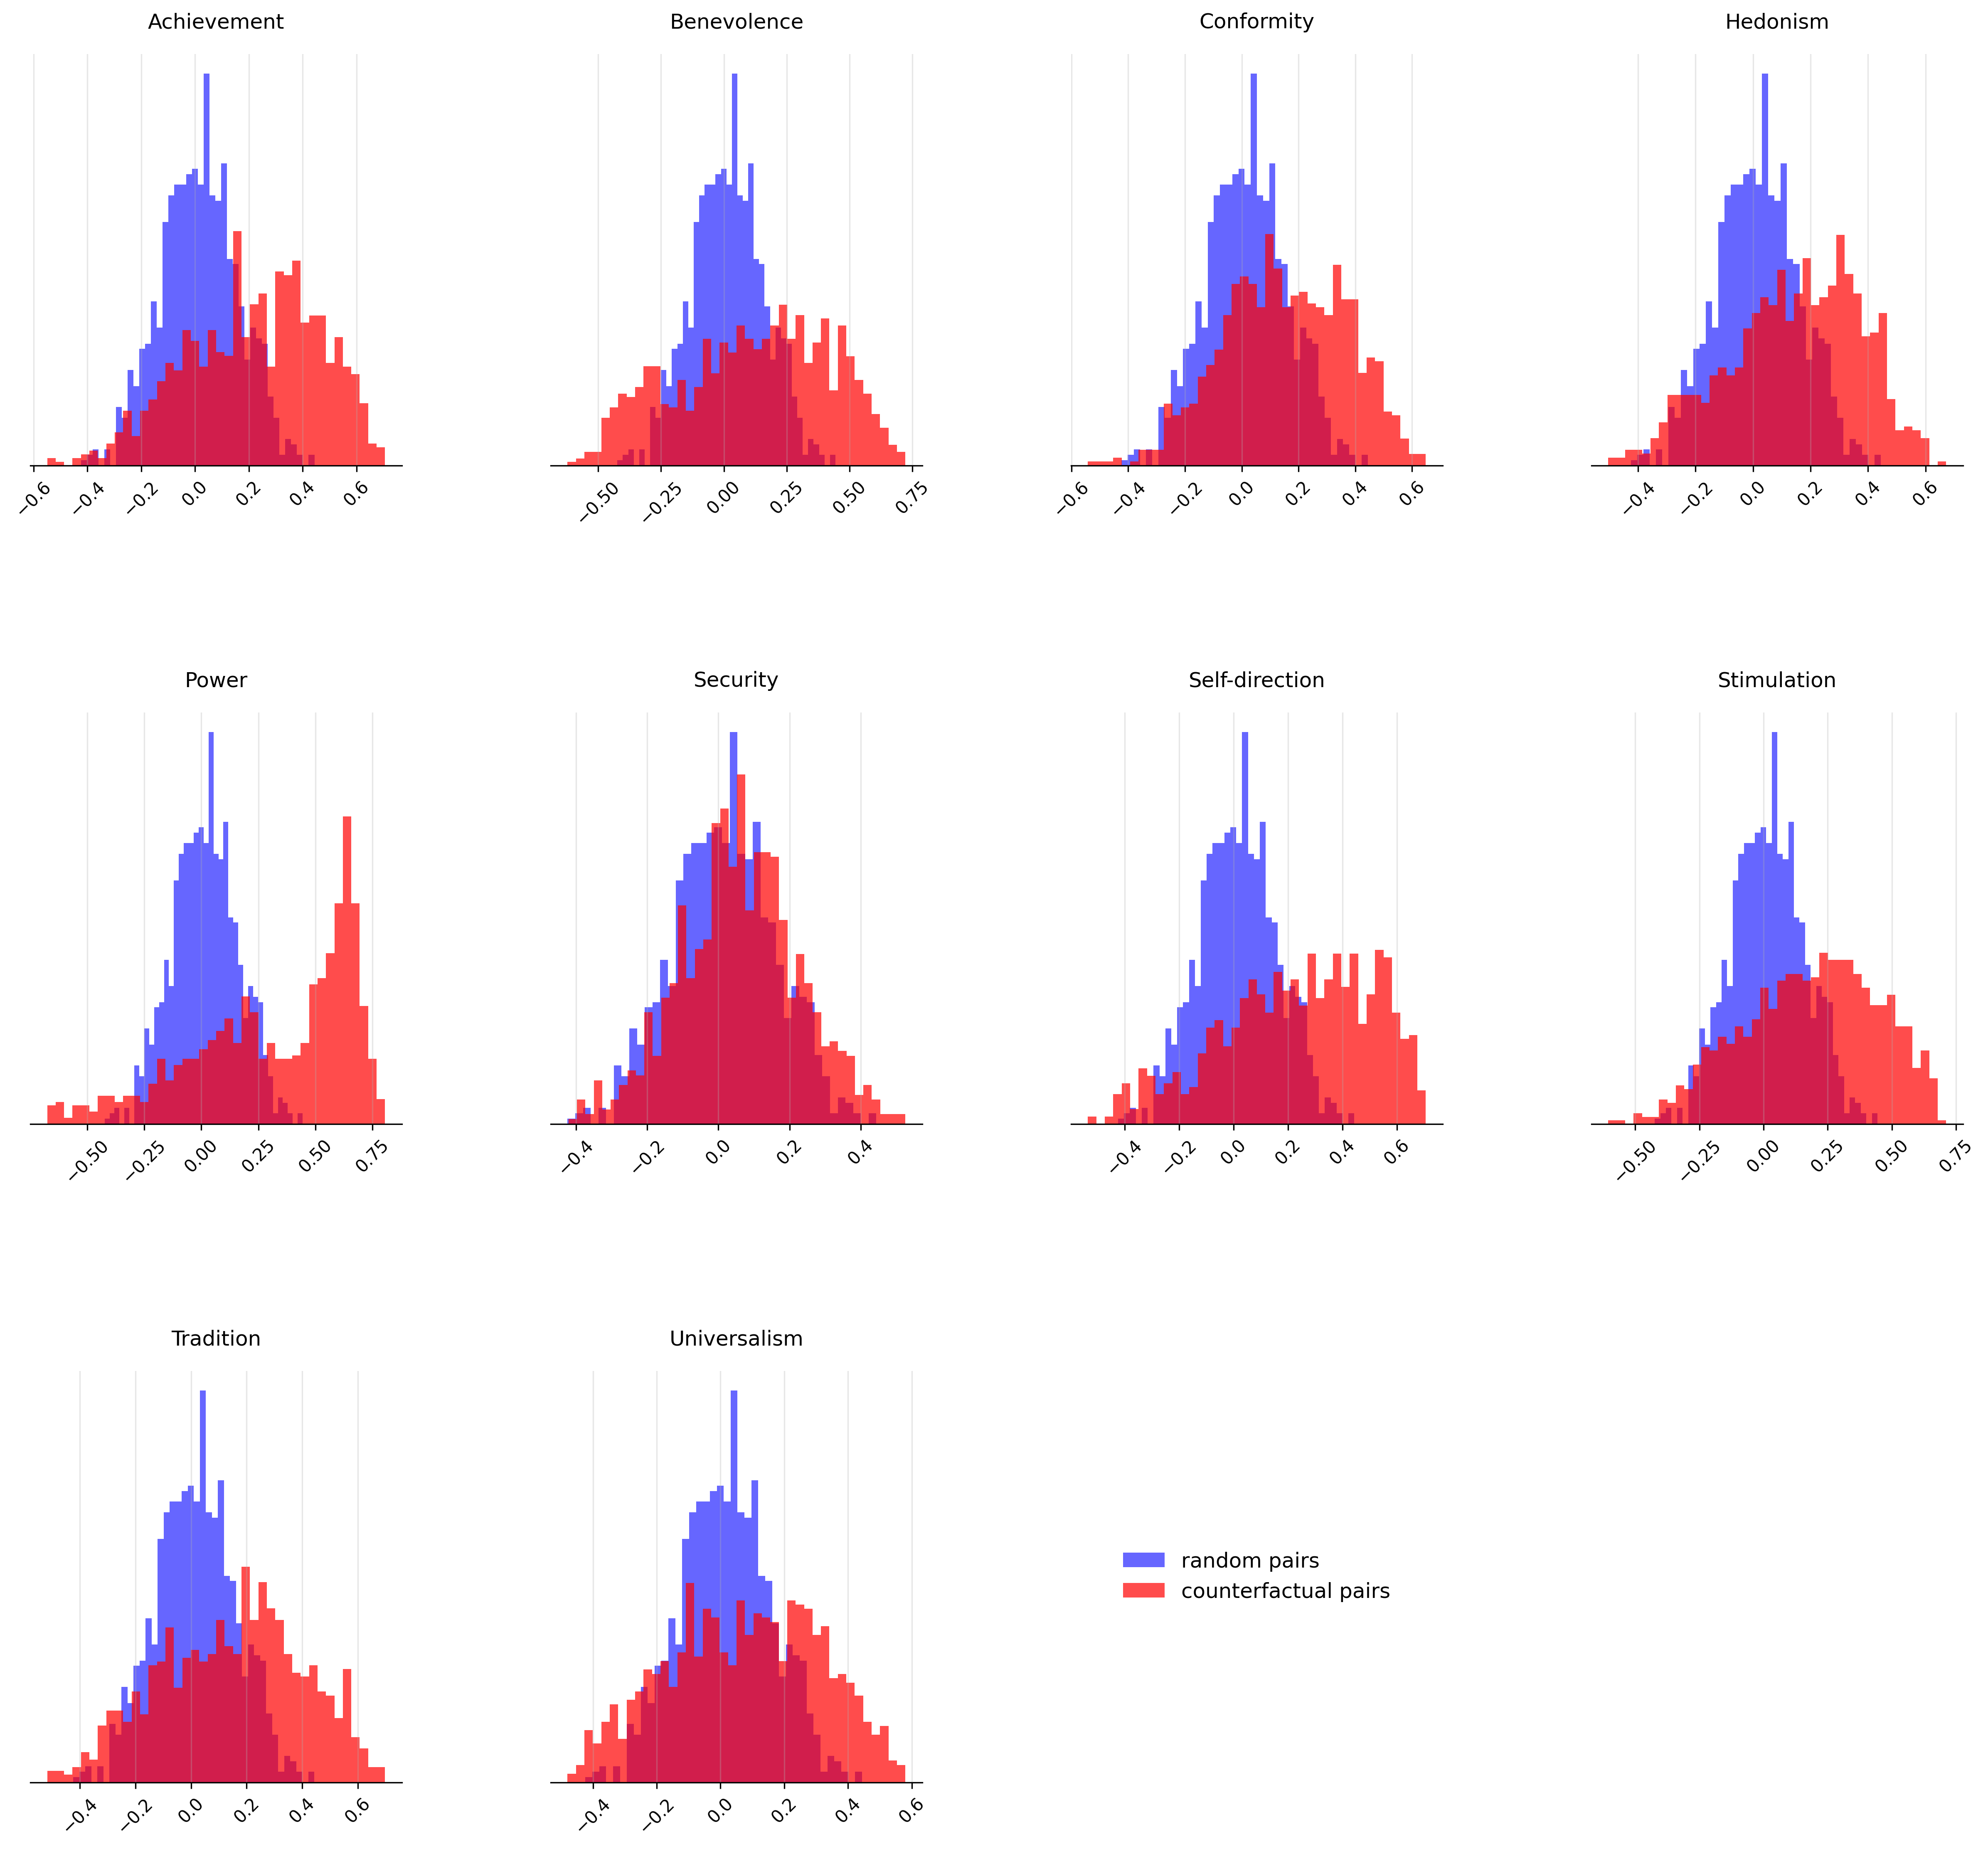 Achievement Benevolence Conformity Hedonism
−0.6 −0.4 −0.2 0.0 0.2 0.4 0.6 −0.50 −0.25 0.00 0.25 0.50 0.75 −0.6 −0.4 −0.2 0.0 0.2 0.4 0.6 −0.4 −0.2 0.0 0.2 0.4 0.6
Power Security Self-direction Stimulation
−0.50 −0.25 0.00 0.25 0.50 0.75 −0.4 −0.2 0.0 0.2 0.4 −0.4 −0.2 0.0 0.2 0.4 0.6 −0.50 −0.25 0.00 0.25 0.50 0.75
Tradition Universalism
random pairs
counterfactual pairs
−0.4 −0.2 0.0 0.2 0.4 0.6 −0.4 −0.2 0.0 0.2 0.4 0.6